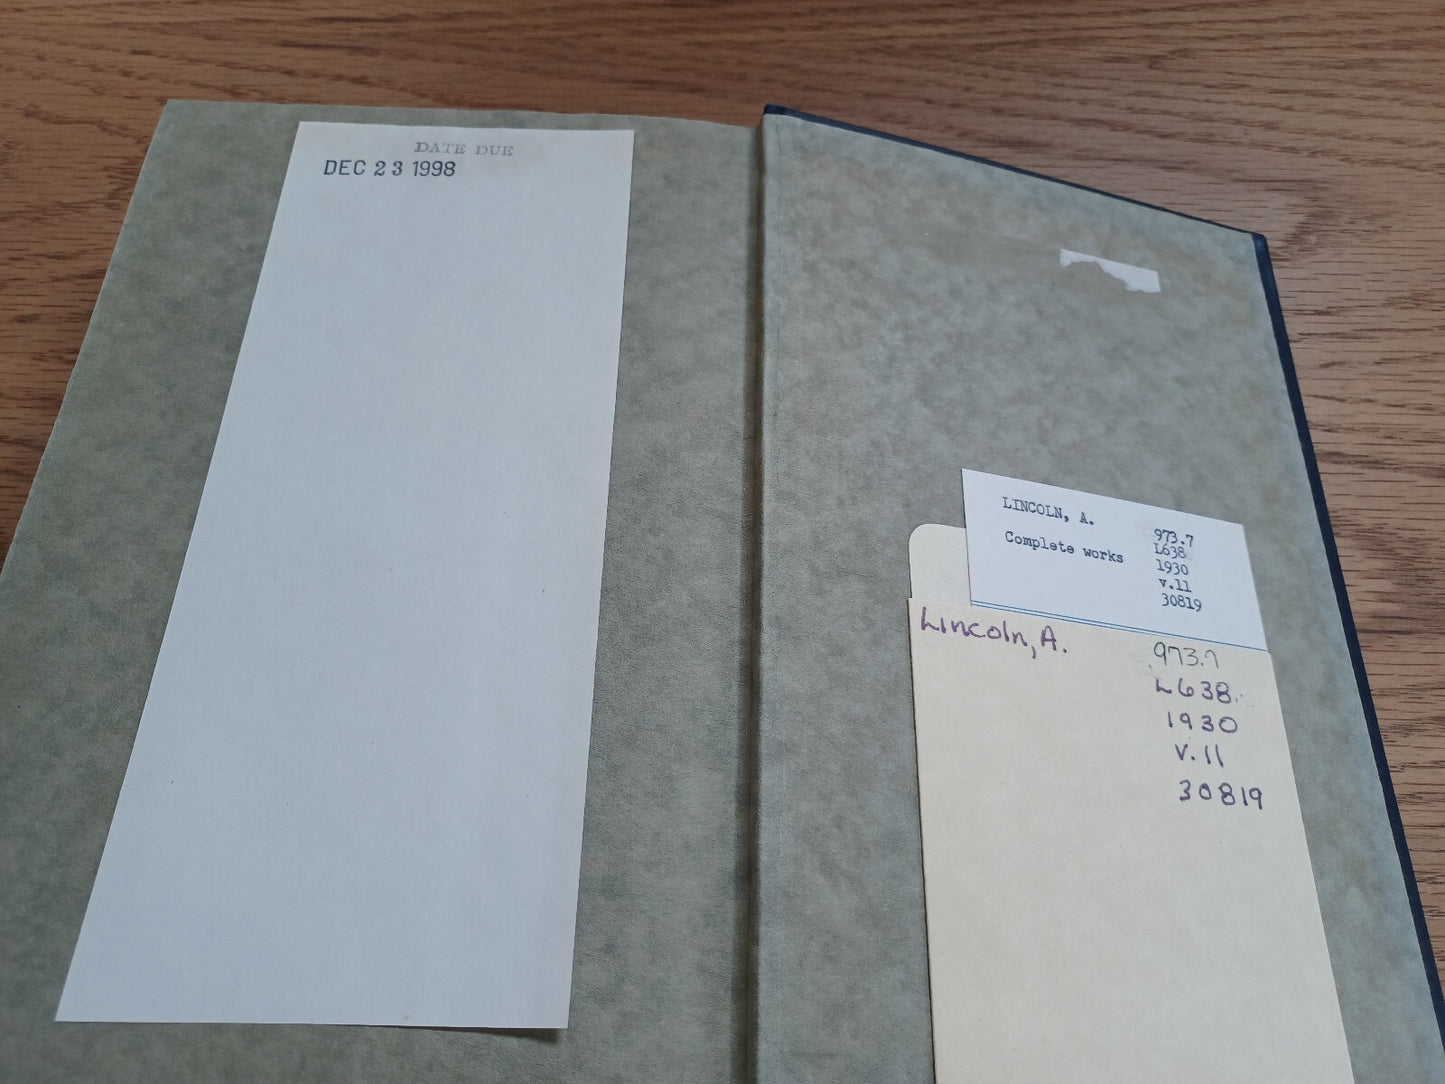 DATE DUE
DEC 23 1998
LINCOLN, A.
Complete works
973.7
L638
1930
v.11
30819
Lincoln, A.
973.7
L638
1930
v.11
30819